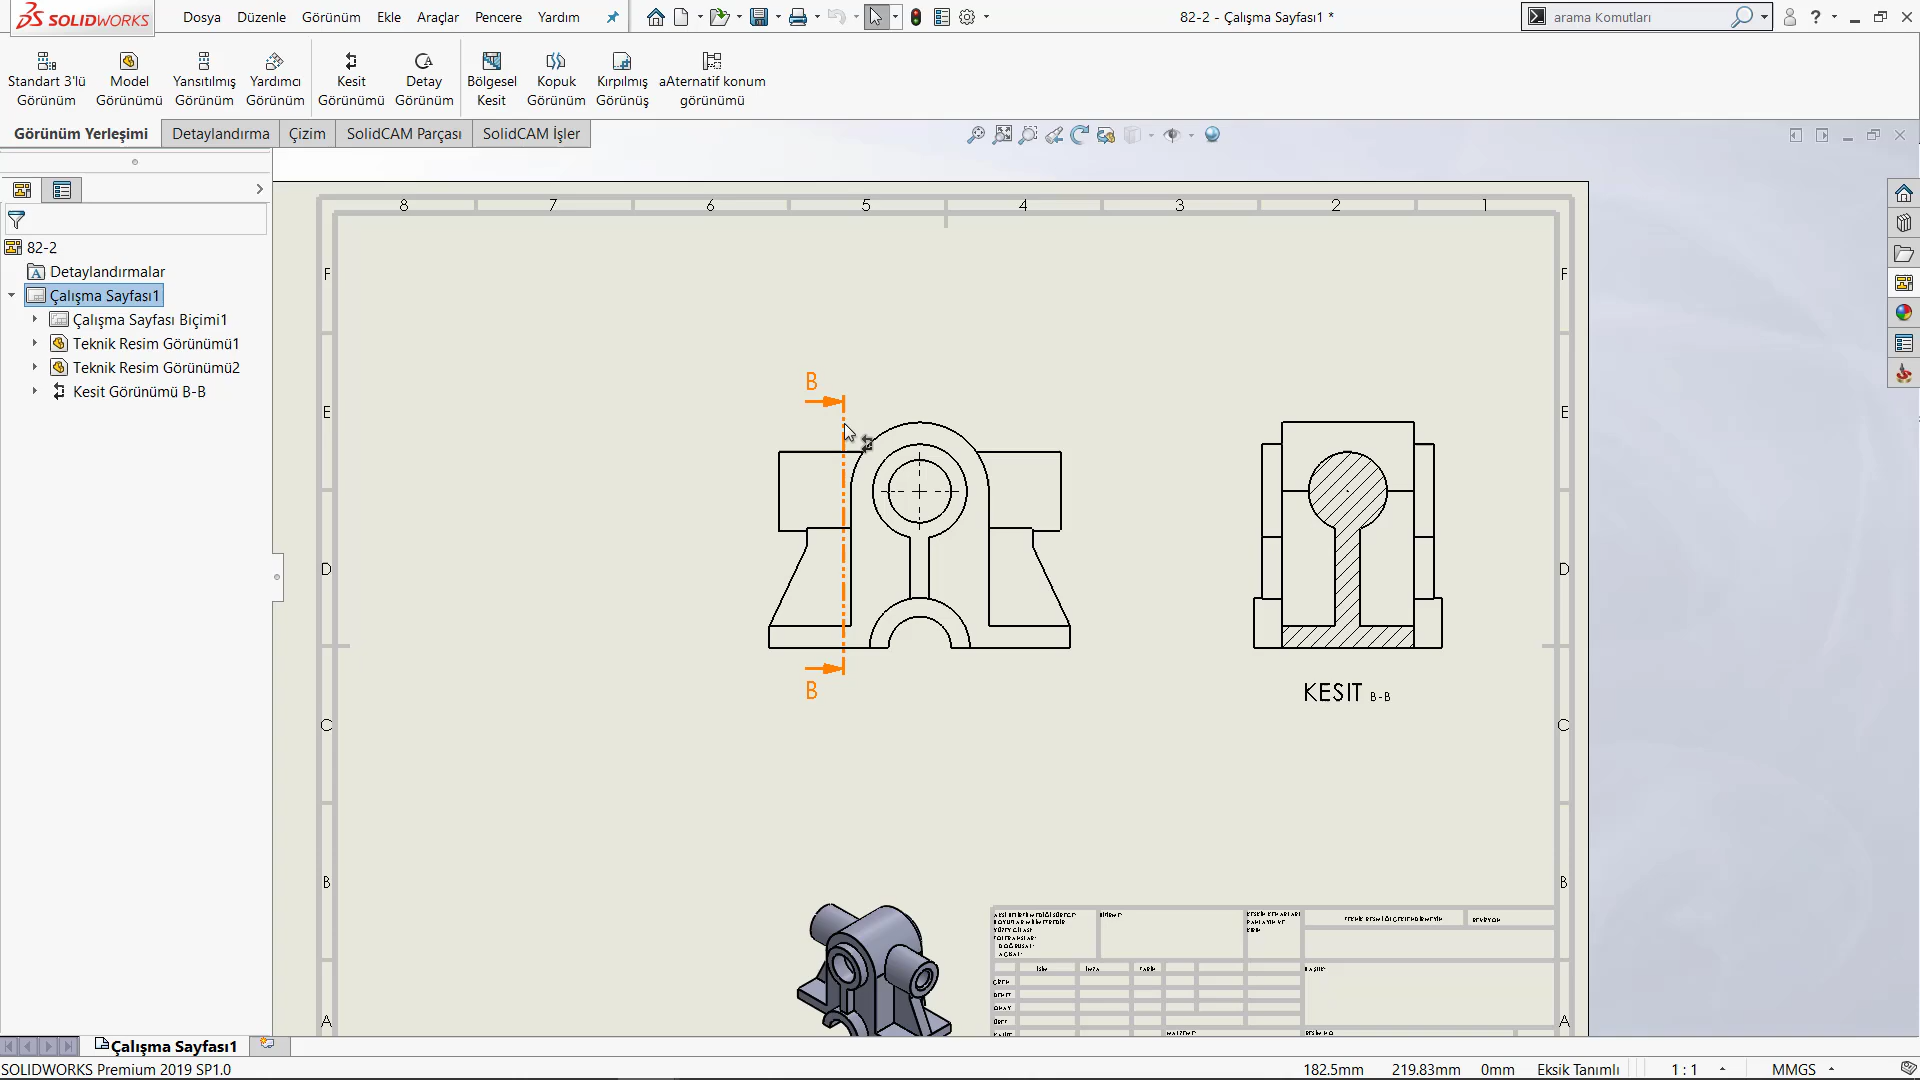 SOLIDWORKS
Dosya Düzenle Görünüm Ekle Araçlar Pencere Yardım
82-2 - Çalışma Sayfası1 *
arama Komutları
Standart 3'lü Görünüm
Model Görünümü
Yansıtılmış Görünüm
Yardımcı Görünüm
Kesit Görünümü
Detay Görünüm
Bölgesel Kesit
Kopuk Görünüm
Kırpılmış Görünüş
aAternatif konum görünümü
Görünüm Yerleşimi Detaylandırma Çizim SolidCAM Parçası SolidCAM İşler
82-2
Detaylandırmalar
Çalışma Sayfası1
Çalışma Sayfası Biçimi1
Teknik Resim Görünümü1
Teknik Resim Görünümü2
Kesit Görünümü B-B
8 7 6 5 4 3 2 1
F F
E E
D D
C C
B B
A A
B
B
KESIT B-B
Çalışma Sayfası1
SOLIDWORKS Premium 2019 SP1.0
182.5mm 219.83mm 0mm Eksik Tanımlı 1 : 1 MMGS